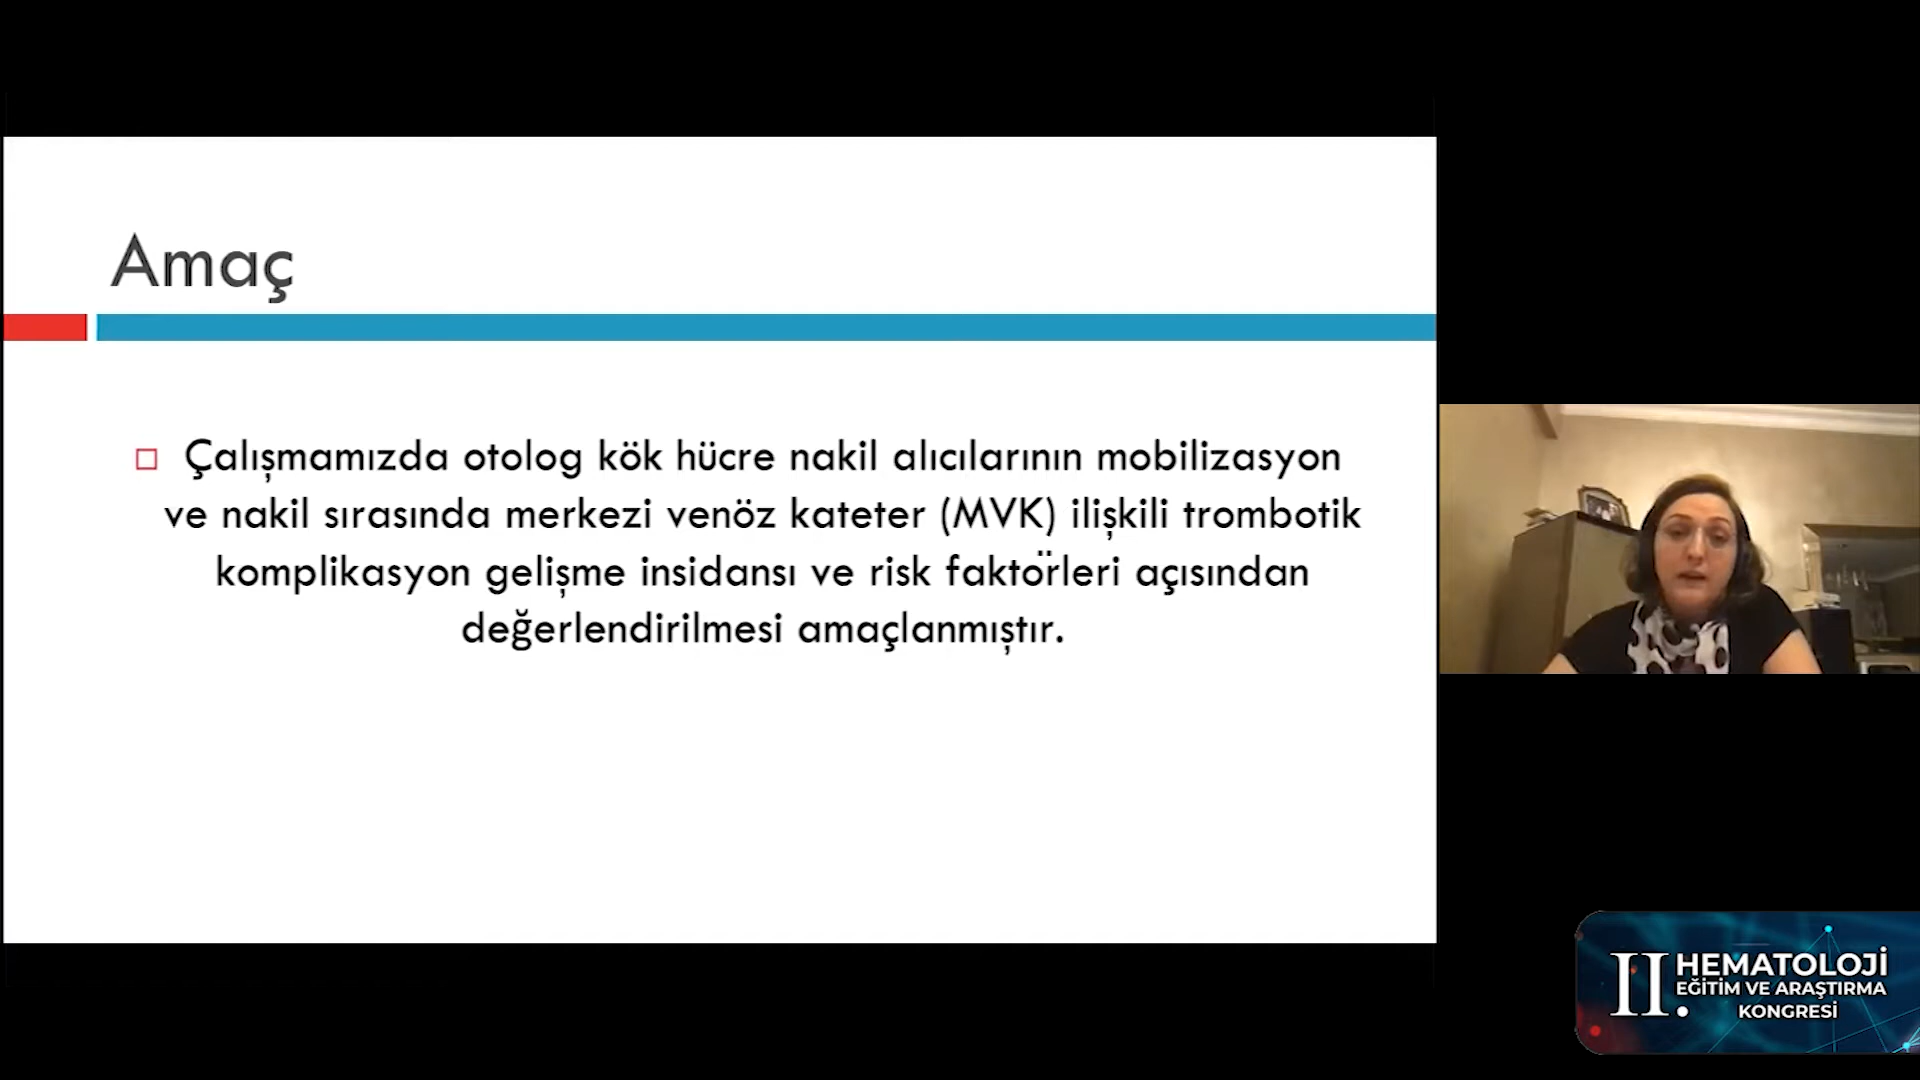 Amaç
Çalışmamızda otolog kök hücre nakil alıcılarının mobilizasyon
ve nakil sırasında merkezi venöz kateter (MVK) ilişkili trombotik
komplikasyon gelişme insidansı ve risk faktörleri açısından
değerlendirilmesi amaçlanmıştır.
II. HEMATOLOJİ
EĞİTİM VE ARAŞTIRMA
KONGRESİ